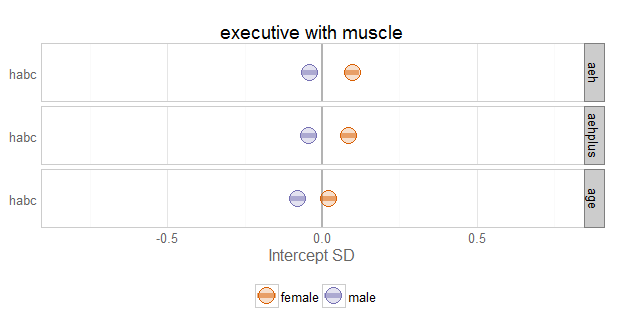 executive with muscle
habc
aeh
habc
aehplus
habc
age
-0.5 0.0 0.5
Intercept SD
female male